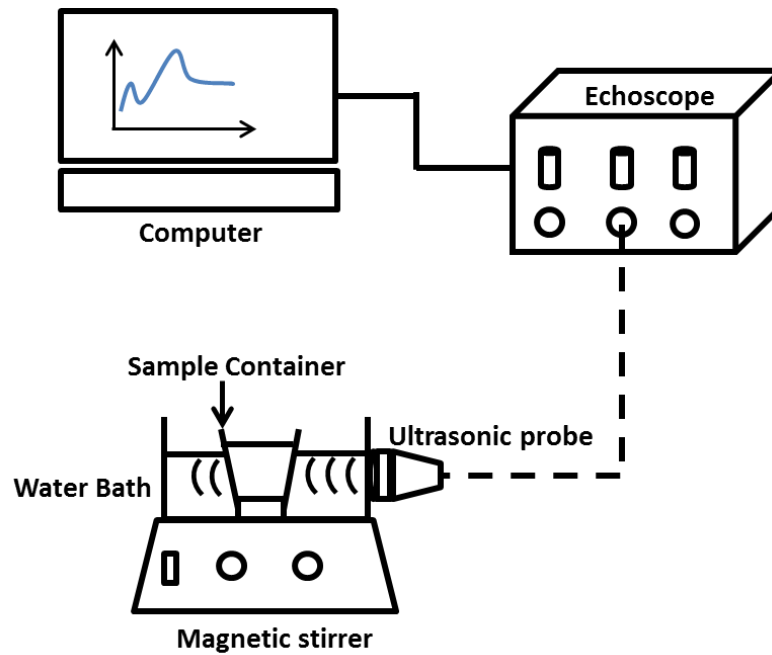 Echoscope
Computer
Sample Container
Ultrasonic probe
Water Bath
Magnetic stirrer